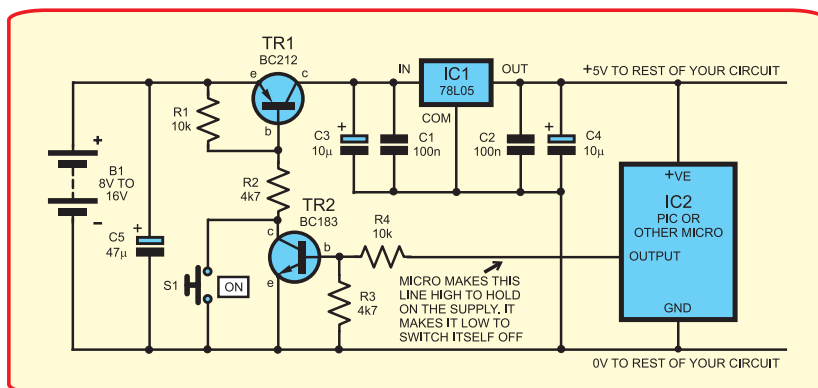 TR1
BC212
e
c
b
IN
IC1
78L05
OUT
COM
+5V TO REST OF YOUR CIRCUIT
R1
10k
+
C3
10µ
C1
100n
C2
100n
+
C4
10µ
+
B1
8V TO
16V
–
R2
4k7
+VE
IC2
PIC OR
OTHER MICRO
OUTPUT
GND
TR2
BC183
c
b
e
R4
10k
+
C5
47µ
S1
ON
R3
4k7
MICRO MAKES THIS
LINE HIGH TO HOLD
ON THE SUPPLY. IT
MAKES IT LOW TO
SWITCH ITSELF OFF
0V TO REST OF YOUR CIRCUIT